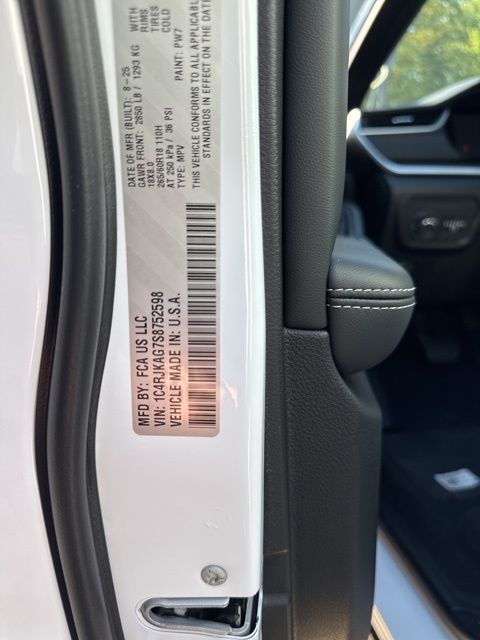 MFD BY: FCA US LLC
VIN: 1C4RJKAG7S8752598
VEHICLE MADE IN: U.S.A.
DATE OF MFR (BUILT): 8-25
GAWR FRONT: 2850 LB / 1293 KG WITH
18X8.0 RIMS
265/60R18 110H TIRES
AT 250 kPa / 36 PSI COLD
TYPE: MPV PAINT: PW7
THIS VEHICLE CONFORMS TO ALL APPLICABL
STANDARDS IN EFFECT ON THE D